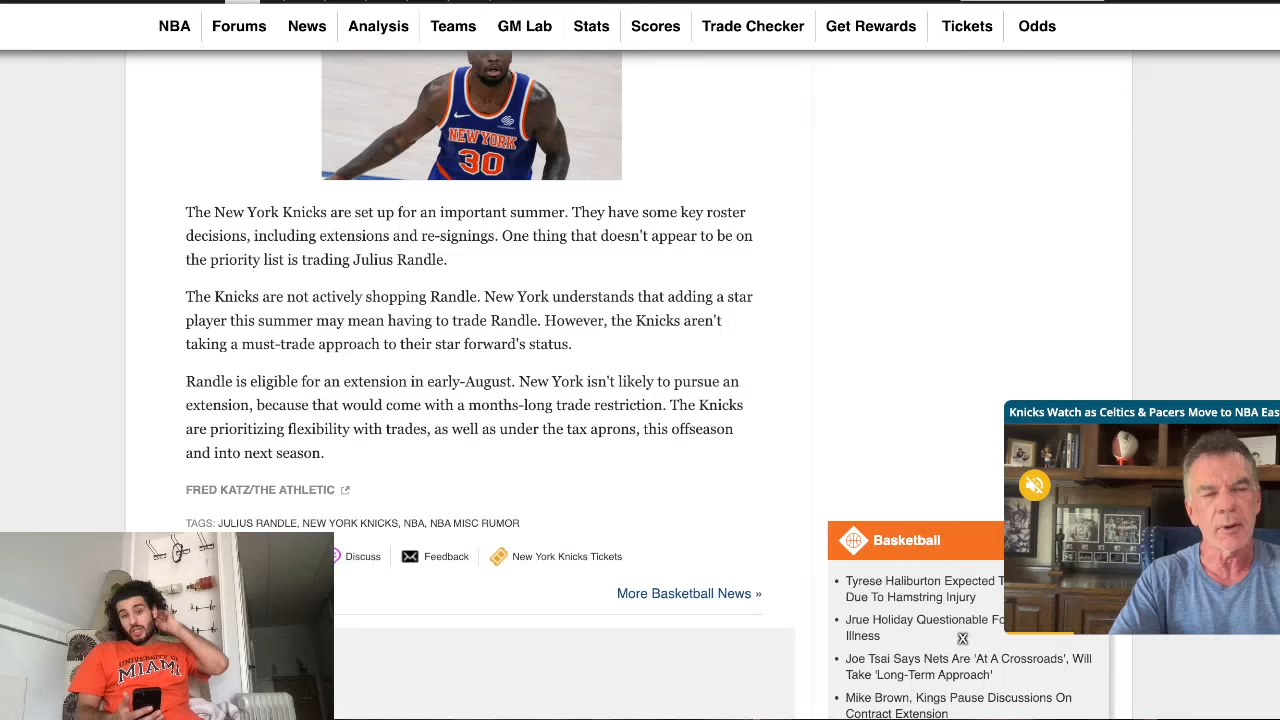 NBA Forums News Analysis Teams GM Lab Stats Scores Trade Checker Get Rewards Tickets Odds
NEW YORK
30
The New York Knicks are set up for an important summer. They have some key roster
decisions, including extensions and re-signings. One thing that doesn't appear to be on
the priority list is trading Julius Randle.
The Knicks are not actively shopping Randle. New York understands that adding a star
player this summer may mean having to trade Randle. However, the Knicks aren't
taking a must-trade approach to their star forward's status.
Randle is eligible for an extension in early-August. New York isn't likely to pursue an
extension, because that would come with a months-long trade restriction. The Knicks
are prioritizing flexibility with trades, as well as under the tax aprons, this offseason
and into next season.
FRED KATZ/THE ATHLETIC
TAGS: JULIUS RANDLE, NEW YORK KNICKS, NBA, NBA MISC RUMOR
Discuss Feedback New York Knicks Tickets
More Basketball News »
Knicks Watch as Celtics & Pacers Move to NBA Eas
Basketball
• Tyrese Haliburton Expected T
Due To Hamstring Injury
• Jrue Holiday Questionable Fo
Illness
X
• Joe Tsai Says Nets Are 'At A Crossroads', Will
Take 'Long-Term Approach'
• Mike Brown, Kings Pause Discussions On
Contract Extension
UNIVERSITY OF
MIAMI